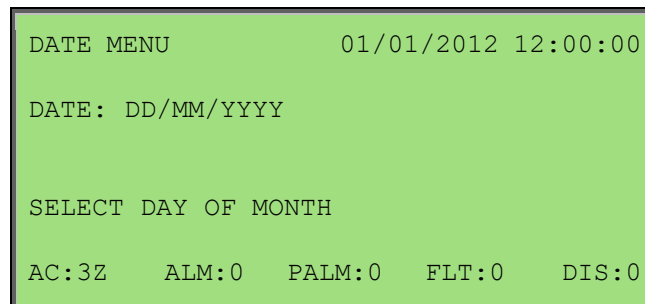 DATE MENU 01/01/2012 12:00:00
DATE: DD/MM/YYYY
SELECT DAY OF MONTH
AC:3Z ALM:0 PALM:0 FLT:0 DIS:0